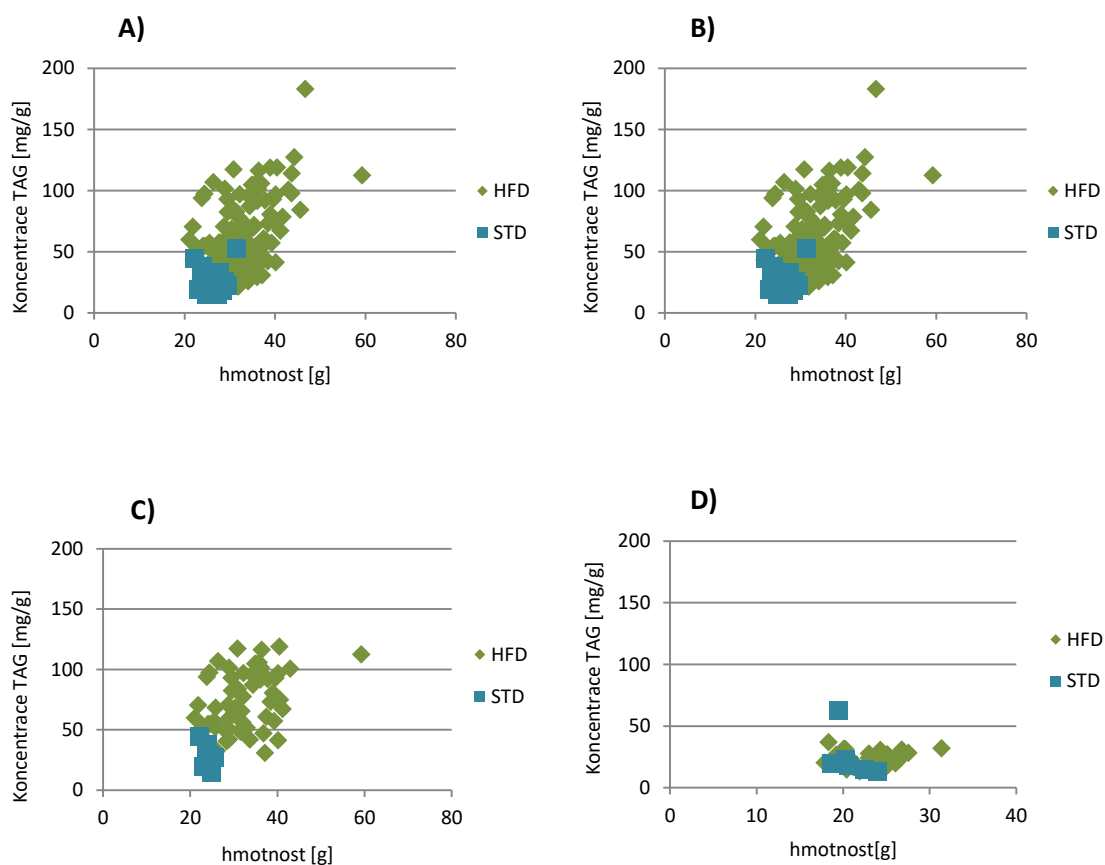 A)
Koncentrace TAG [mg/g]
200
150
100
50
0
0 20 40 60 80
hmotnost [g]
HFD
STD
B)
Koncentrace TAG [mg/g]
200
150
100
50
0
0 20 40 60 80
hmotnost [g]
HFD
STD
C)
Koncentrace TAG [mg/g]
200
150
100
50
0
0 20 40 60 80
hmotnost [g]
HFD
STD
D)
Koncentrace TAG [mg/g]
200
150
100
50
0
0 10 20 30 40
hmotnost[g]
HFD
STD